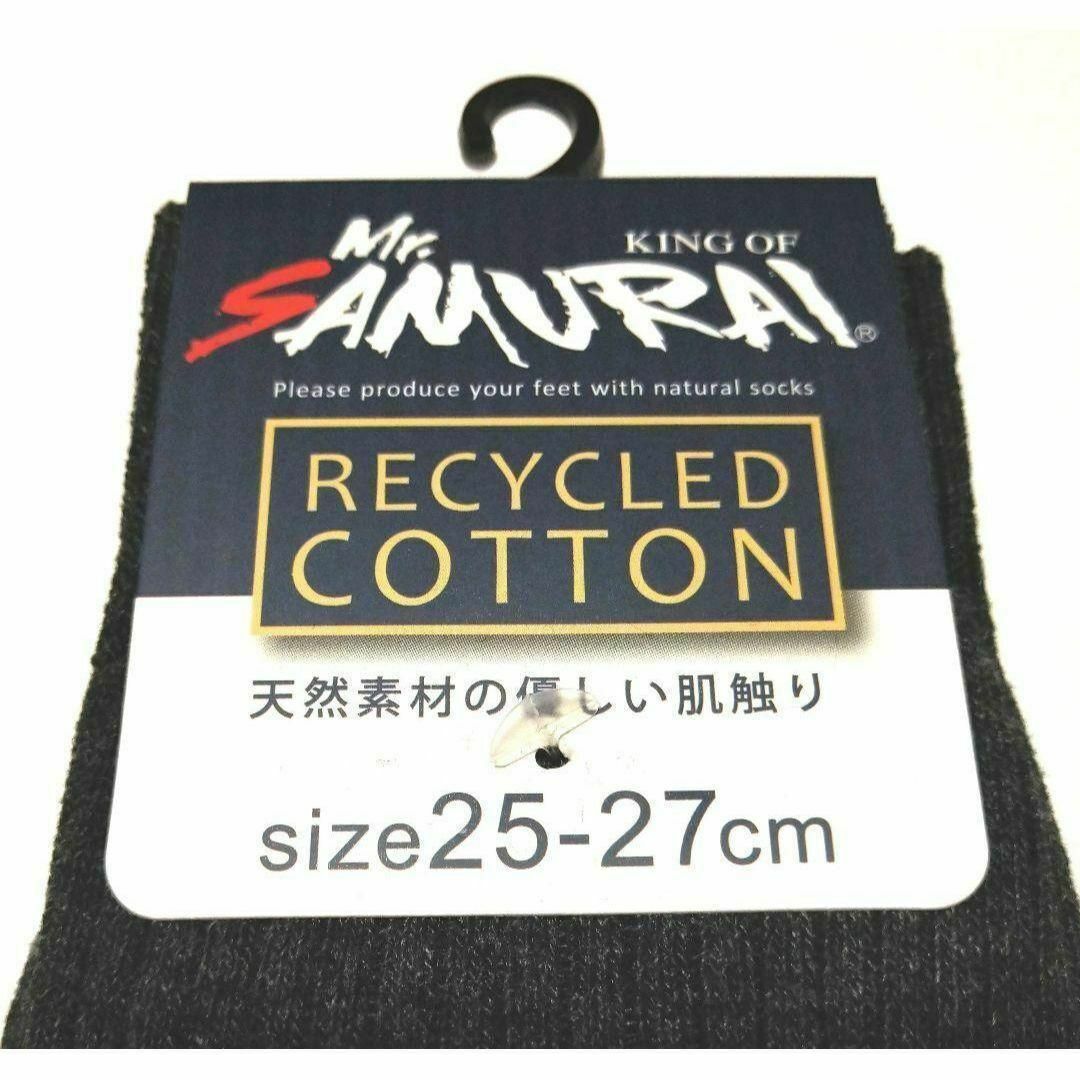 Mr. KING OF
SAMURAI®
Please produce your feet with natural socks
RECYCLED
COTTON
天然素材の優しい肌触り
size25-27cm